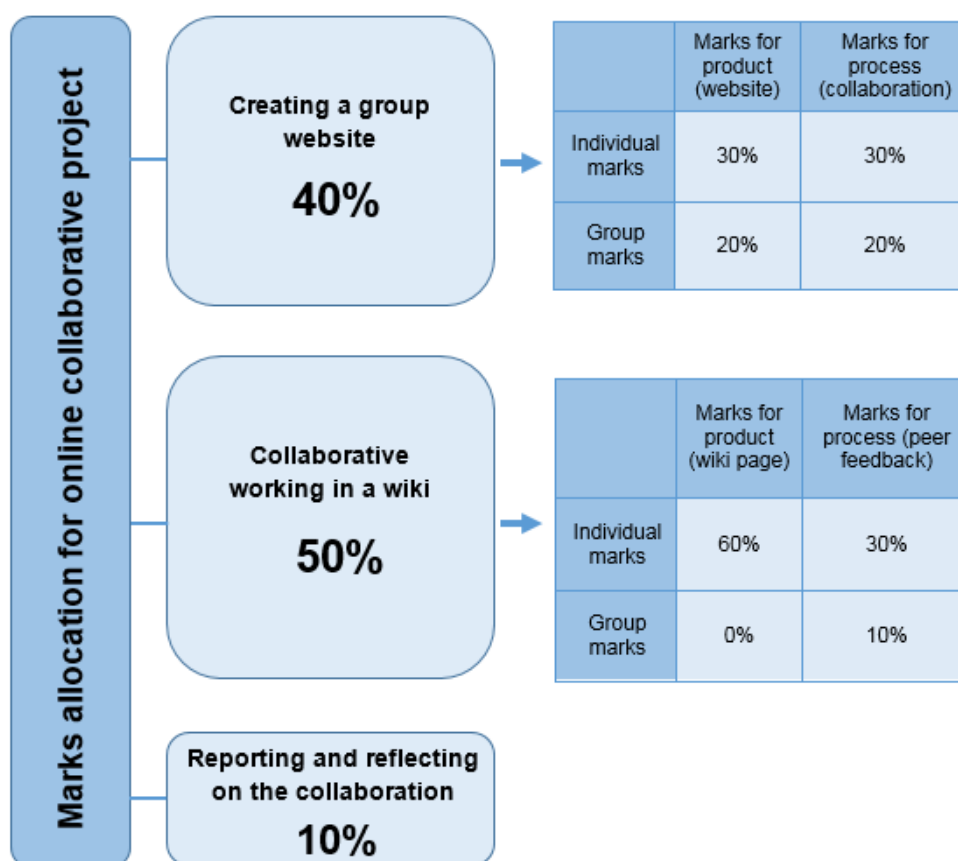 Marks allocation for online collaborative project
Creating a group
website
40%
Marks for
product
(website)
Marks for
process
(collaboration)
Individual
marks
30%
30%
Group
marks
20%
20%
Collaborative
working in a wiki
50%
Marks for
product
(wiki page)
Marks for
process (peer
feedback)
Individual
marks
60%
30%
Group
marks
0%
10%
Reporting and reflecting
on the collaboration
10%